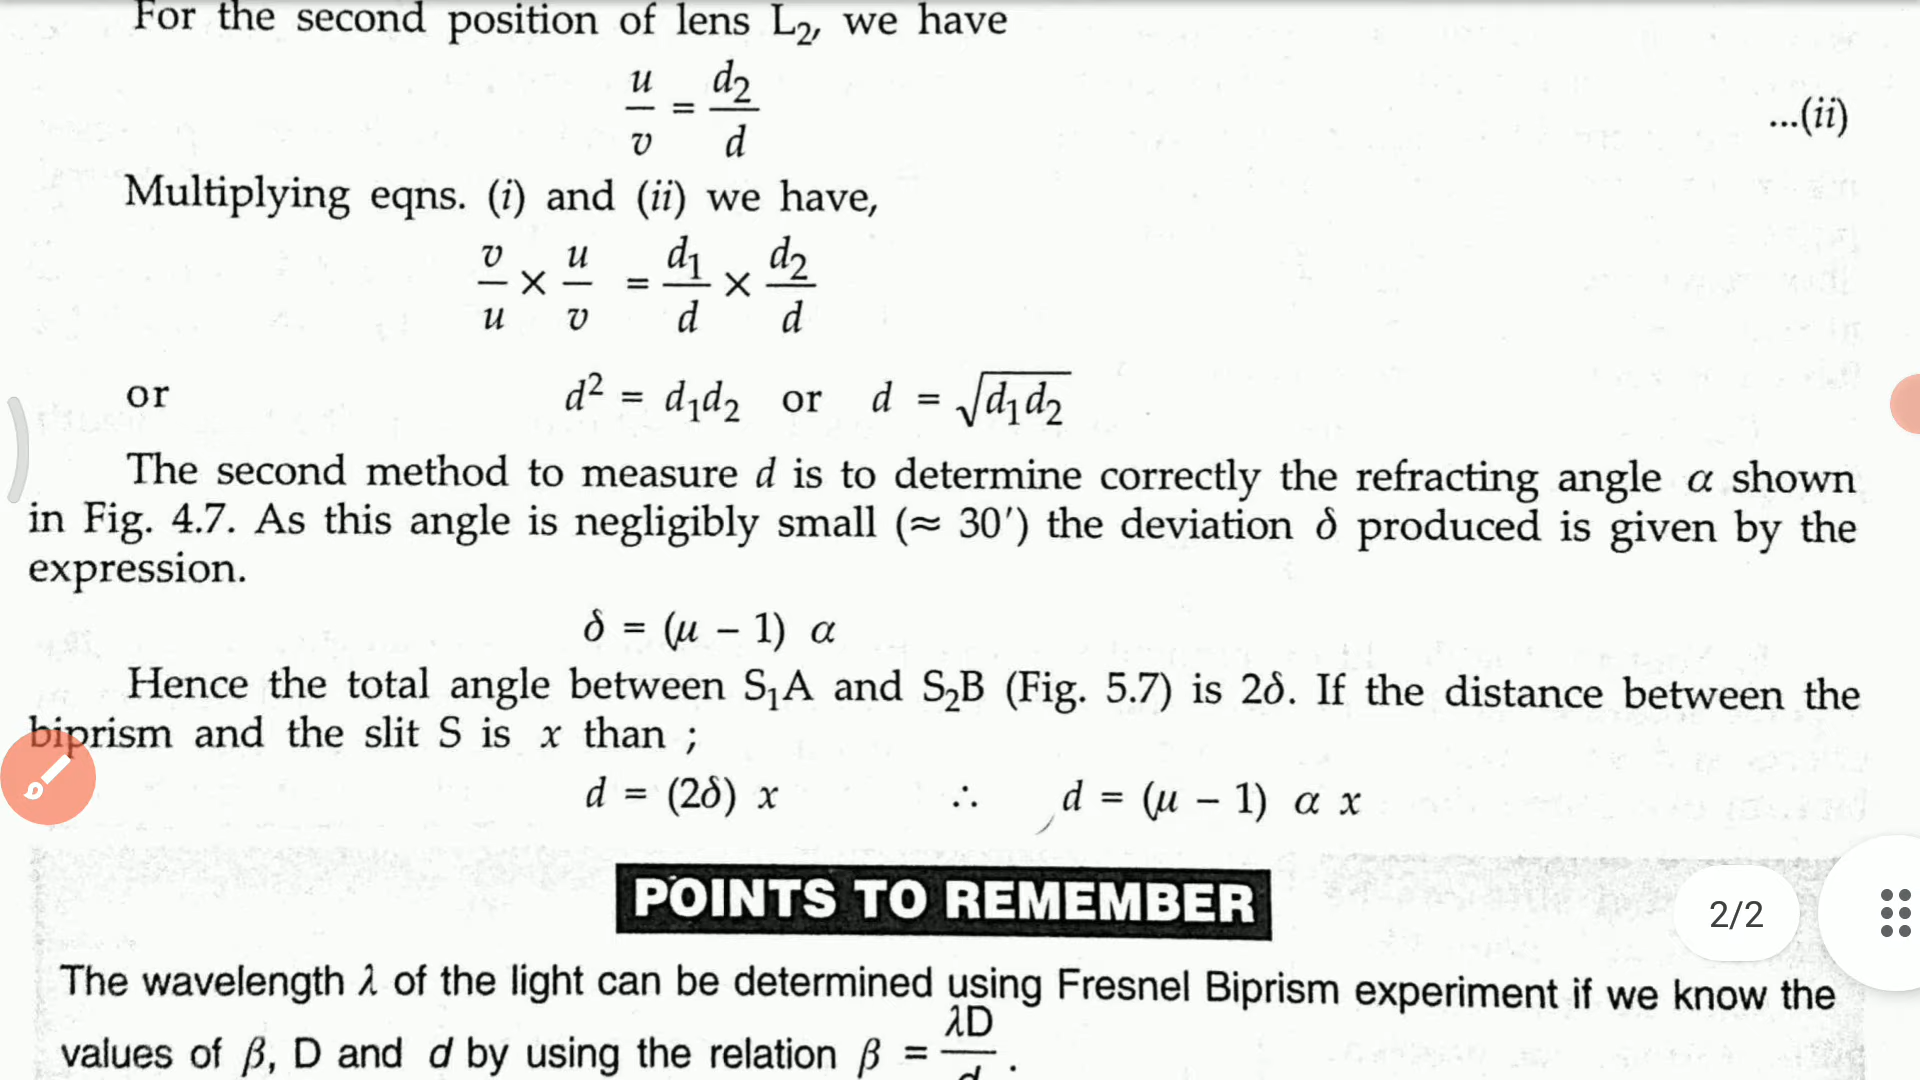 For the second position of lens L₂, we have
u/v = d₂/d ...(ii)
Multiplying eqns. (i) and (ii) we have,
v/u × u/v = d₁/d × d₂/d
or d² = d₁d₂ or d = √d₁d₂
The second method to measure d is to determine correctly the refracting angle α shown
in Fig. 4.7. As this angle is negligibly small (≈ 30′) the deviation δ produced is given by the
expression.
δ = (μ − 1) α
Hence the total angle between S₁A and S₂B (Fig. 5.7) is 2δ. If the distance between the
biprism and the slit S is x than ;
d = (2δ) x ∴ d = (μ − 1) α x
POINTS TO REMEMBER
2/2
The wavelength λ of the light can be determined using Fresnel Biprism experiment if we know the
values of β, D and d by using the relation β = λD/d .